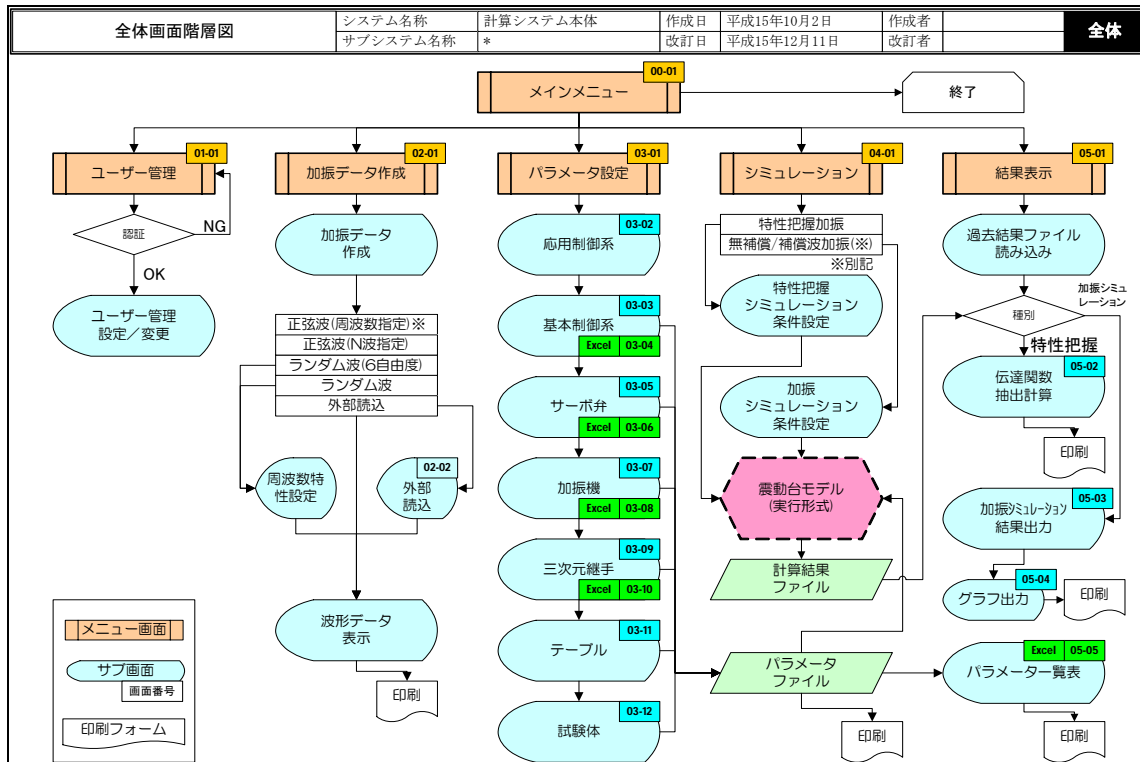 全体画面階層図
システム名称 計算システム本体 作成日 平成15年10月2日 作成者
サブシステム名称 * 改訂日 平成15年12月11日 改訂者
全体
00-01
メインメニュー
終了
01-01
ユーザー管理
NG
認証
OK
ユーザー管理
設定／変更
02-01
加振データ作成
加振データ
作成
正弦波(周波数指定)※
正弦波(N波指定)
ランダム波(6自由度)
ランダム波
外部読込
周波数特
性設定
02-02
外部
読込
波形データ
表示
印刷
03-01
パラメータ設定
03-02
応用制御系
03-03
基本制御系
Excel 03-04
03-05
サーボ弁
Excel 03-06
03-07
加振機
Excel 03-08
03-09
三次元継手
Excel 03-10
03-11
テーブル
03-12
試験体
04-01
シミュレーション
特性把握加振
無補償/補償波加振(※)
※別記
特性把握
シミュレーション
条件設定
加振
シミュレーション
条件設定
震動台モデル
(実行形式)
計算結果
ファイル
パラメータ
ファイル
印刷
05-01
結果表示
過去結果ファイル
読み込み
加振シミュ
レーション
種別
特性把握
05-02
伝達関数
抽出計算
印刷
05-03
加振シミュレーション
結果出力
05-04
グラフ出力
印刷
Excel 05-05
パラメーター覧表
印刷
メニュー画面
サブ画面
画面番号
印刷フォーム